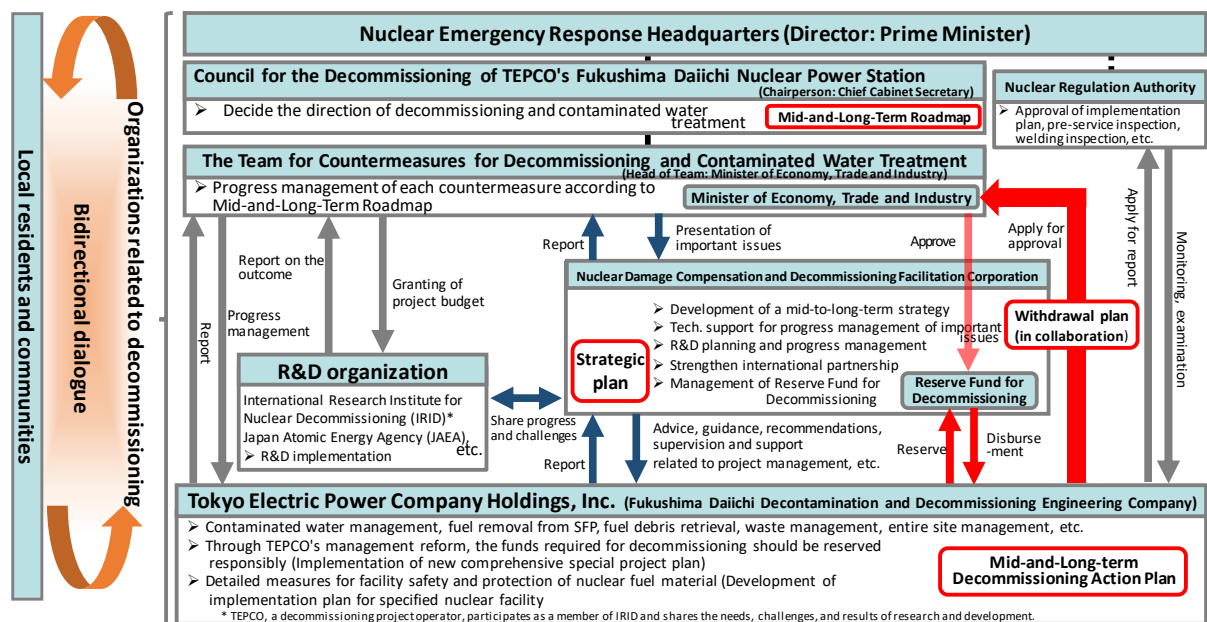 Local residents and communities
Bidirectional dialogue
Organizations related to decommissioning
Nuclear Emergency Response Headquarters (Director: Prime Minister)
Council for the Decommissioning of TEPCO's Fukushima Daiichi Nuclear Power Station
(Chairperson: Chief Cabinet Secretary)
➢ Decide the direction of decommissioning and contaminated water
treatment
Mid-and-Long-Term Roadmap
Nuclear Regulation Authority
➢ Approval of implementation
plan, pre-service inspection,
welding inspection, etc.
The Team for Countermeasures for Decommissioning and Contaminated Water Treatment
(Head of Team: Minister of Economy, Trade and Industry)
➢ Progress management of each countermeasure according to
Mid-and-Long-Term Roadmap
Minister of Economy, Trade and Industry
Report
Progress
management
Report on the
outcome
Granting of
project budget
Report
Presentation of
important issues
Approve
Apply for
approval
Apply for report
Monitoring, examination
Nuclear Damage Compensation and Decommissioning Facilitation Corporation
➢ Development of a mid-to-long-term strategy
➢ Tech. support for progress management of important
issues
➢ R&D planning and progress management
➢ Strengthen international partnership
➢ Management of Reserve Fund for
Decommissioning
Strategic
plan
Reserve Fund for
Decommissioning
Withdrawal plan
(in collaboration)
R&D organization
International Research Institute for
Nuclear Decommissioning (IRID)*
Japan Atomic Energy Agency (JAEA),
etc.
➢ R&D implementation
Share progress
and challenges
Report
Advice, guidance, recommendations,
supervision and support
related to project management, etc.
Reserve
Disburse
-ment
Tokyo Electric Power Company Holdings, Inc. (Fukushima Daiichi Decontamination and Decommissioning Engineering Company)
➢ Contaminated water management, fuel removal from SFP, fuel debris retrieval, waste management, entire site management, etc.
➢ Through TEPCO's management reform, the funds required for decommissioning should be reserved
responsibly (Implementation of new comprehensive special project plan)
➢ Detailed measures for facility safety and protection of nuclear fuel material (Development of
implementation plan for specified nuclear facility
Mid-and-Long-term
Decommissioning Action Plan
* TEPCO, a decommissioning project operator, participates as a member of IRID and shares the needs, challenges, and results of research and development.